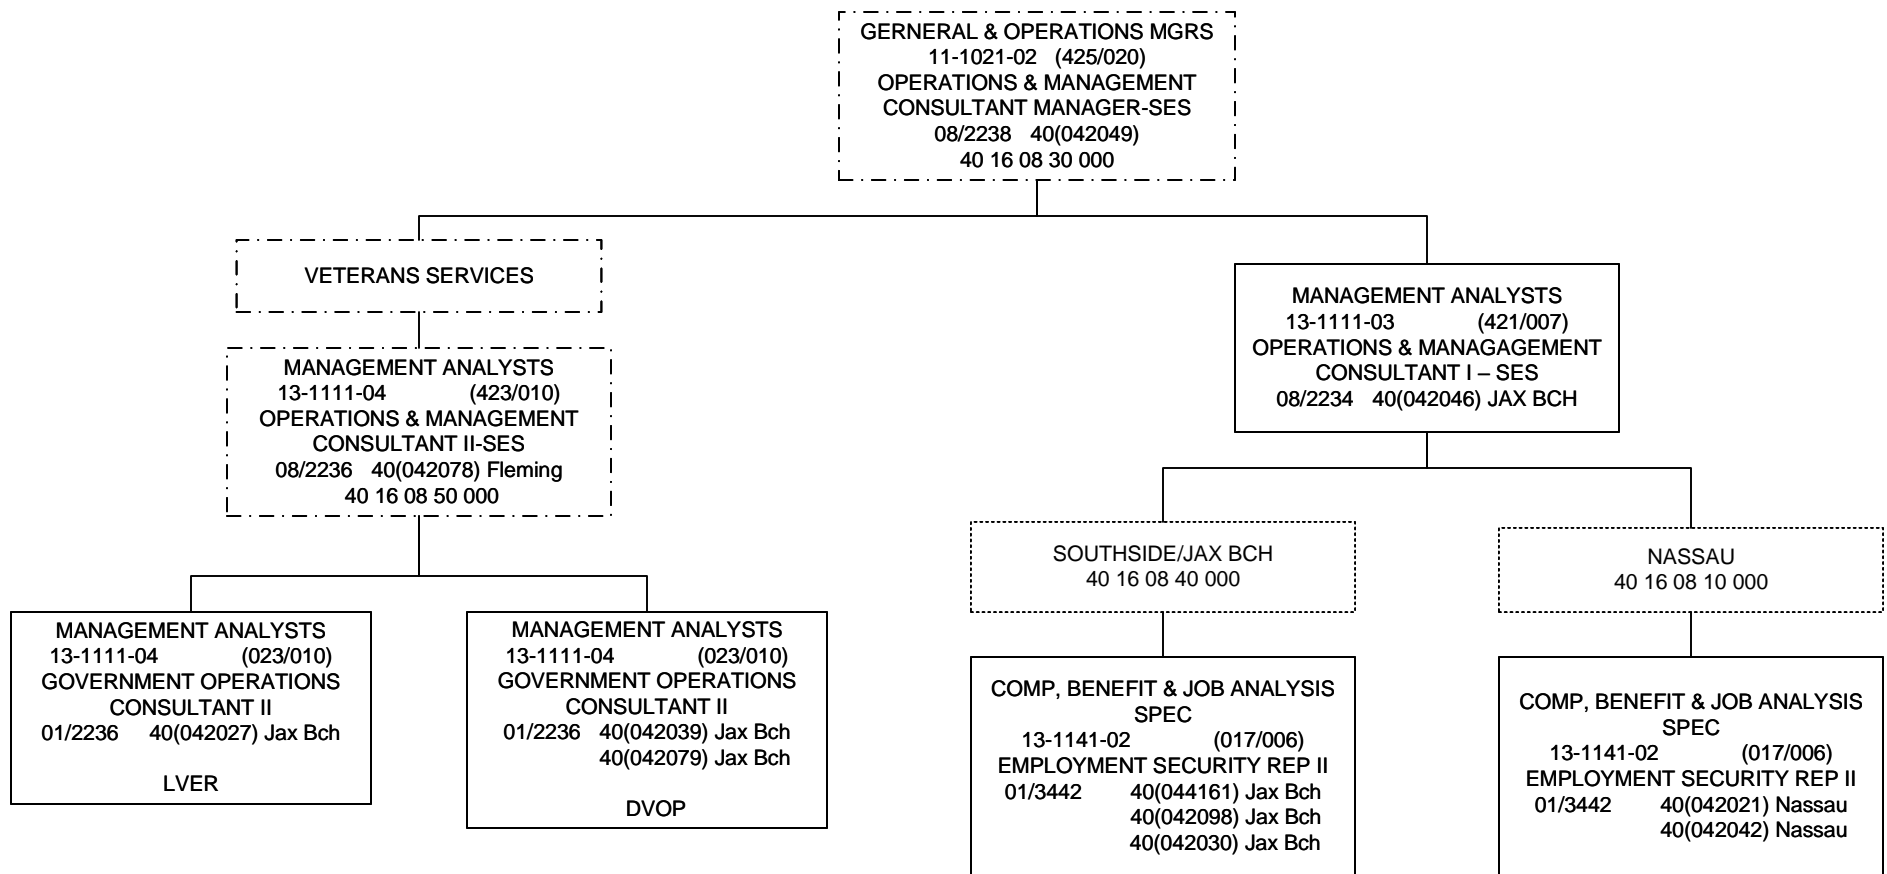 GERNERAL & OPERATIONS MGRS
11-1021-02 (425/020)
OPERATIONS & MANAGEMENT
CONSULTANT MANAGER-SES
08/2238 40(042049)
40 16 08 30 000
VETERANS SERVICES
MANAGEMENT ANALYSTS
13-1111-04 (423/010)
OPERATIONS & MANAGEMENT
CONSULTANT II-SES
08/2236 40(042078) Fleming
40 16 08 50 000
MANAGEMENT ANALYSTS
13-1111-04 (023/010)
GOVERNMENT OPERATIONS
CONSULTANT II
01/2236 40(042027) Jax Bch
LVER
MANAGEMENT ANALYSTS
13-1111-04 (023/010)
GOVERNMENT OPERATIONS
CONSULTANT II
01/2236 40(042039) Jax Bch
40(042079) Jax Bch
DVOP
MANAGEMENT ANALYSTS
13-1111-03 (421/007)
OPERATIONS & MANAGAGEMENT
CONSULTANT I – SES
08/2234 40(042046) JAX BCH
SOUTHSIDE/JAX BCH
40 16 08 40 000
COMP, BENEFIT & JOB ANALYSIS
SPEC
13-1141-02 (017/006)
EMPLOYMENT SECURITY REP II
01/3442 40(044161) Jax Bch
40(042098) Jax Bch
40(042030) Jax Bch
NASSAU
40 16 08 10 000
COMP, BENEFIT & JOB ANALYSIS
SPEC
13-1141-02 (017/006)
EMPLOYMENT SECURITY REP II
01/3442 40(042021) Nassau
40(042042) Nassau